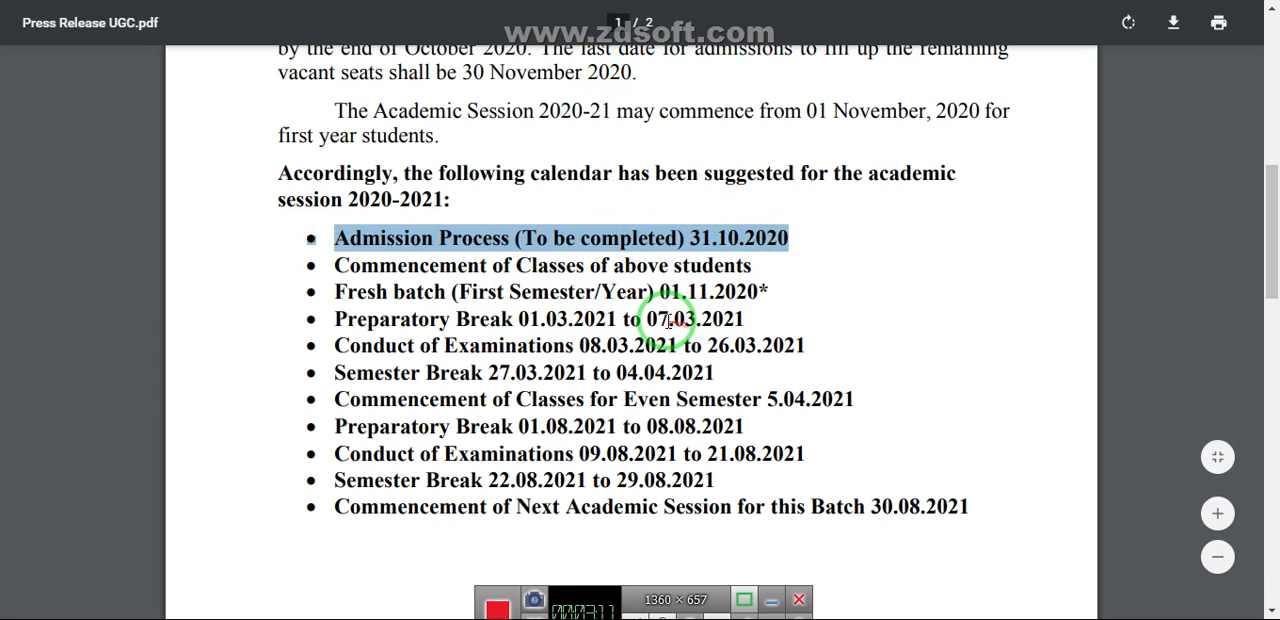 Press Release UGC.pdf
1 / 2
www.zdsoft.com
by the end of October 2020. The last date for admissions to fill up the remaining
vacant seats shall be 30 November 2020.
The Academic Session 2020-21 may commence from 01 November, 2020 for
first year students.
Accordingly, the following calendar has been suggested for the academic
session 2020-2021:
• Admission Process (To be completed) 31.10.2020
• Commencement of Classes of above students
• Fresh batch (First Semester/Year) 01.11.2020*
• Preparatory Break 01.03.2021 to 07.03.2021
• Conduct of Examinations 08.03.2021 to 26.03.2021
• Semester Break 27.03.2021 to 04.04.2021
• Commencement of Classes for Even Semester 5.04.2021
• Preparatory Break 01.08.2021 to 08.08.2021
• Conduct of Examinations 09.08.2021 to 21.08.2021
• Semester Break 22.08.2021 to 29.08.2021
• Commencement of Next Academic Session for this Batch 30.08.2021
1360 × 657